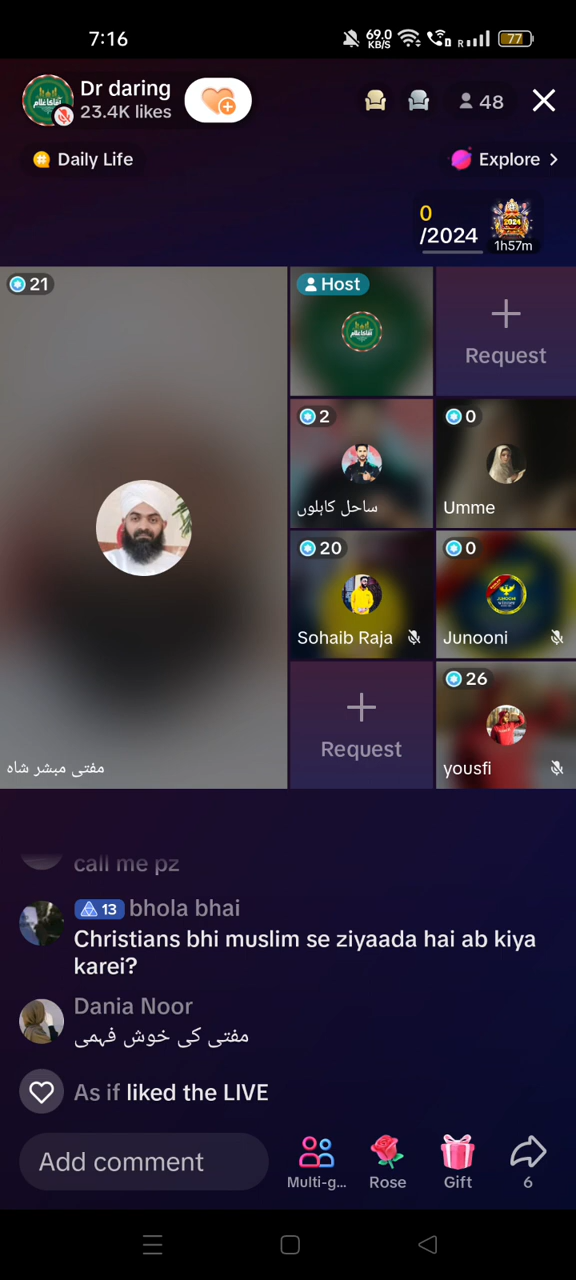 7:16
69.0
KB/S
R
77
Dr daring
23.4K likes
48
Daily Life
Explore
0
/2024
2024
1h57m
21
Host
Request
2
ساحل کاہلوں
0
Umme
20
Sohaib Raja
0
Junooni
JUNOONI
Request
26
yousfi
مفتی مبشر شاہ
call me pz
13 bhola bhai
Christians bhi muslim se ziyaada hai ab kiya
karei?
Dania Noor
مفتی کی خوش فہمی
As if liked the LIVE
Add comment
Multi-g...
Rose
Gift
6